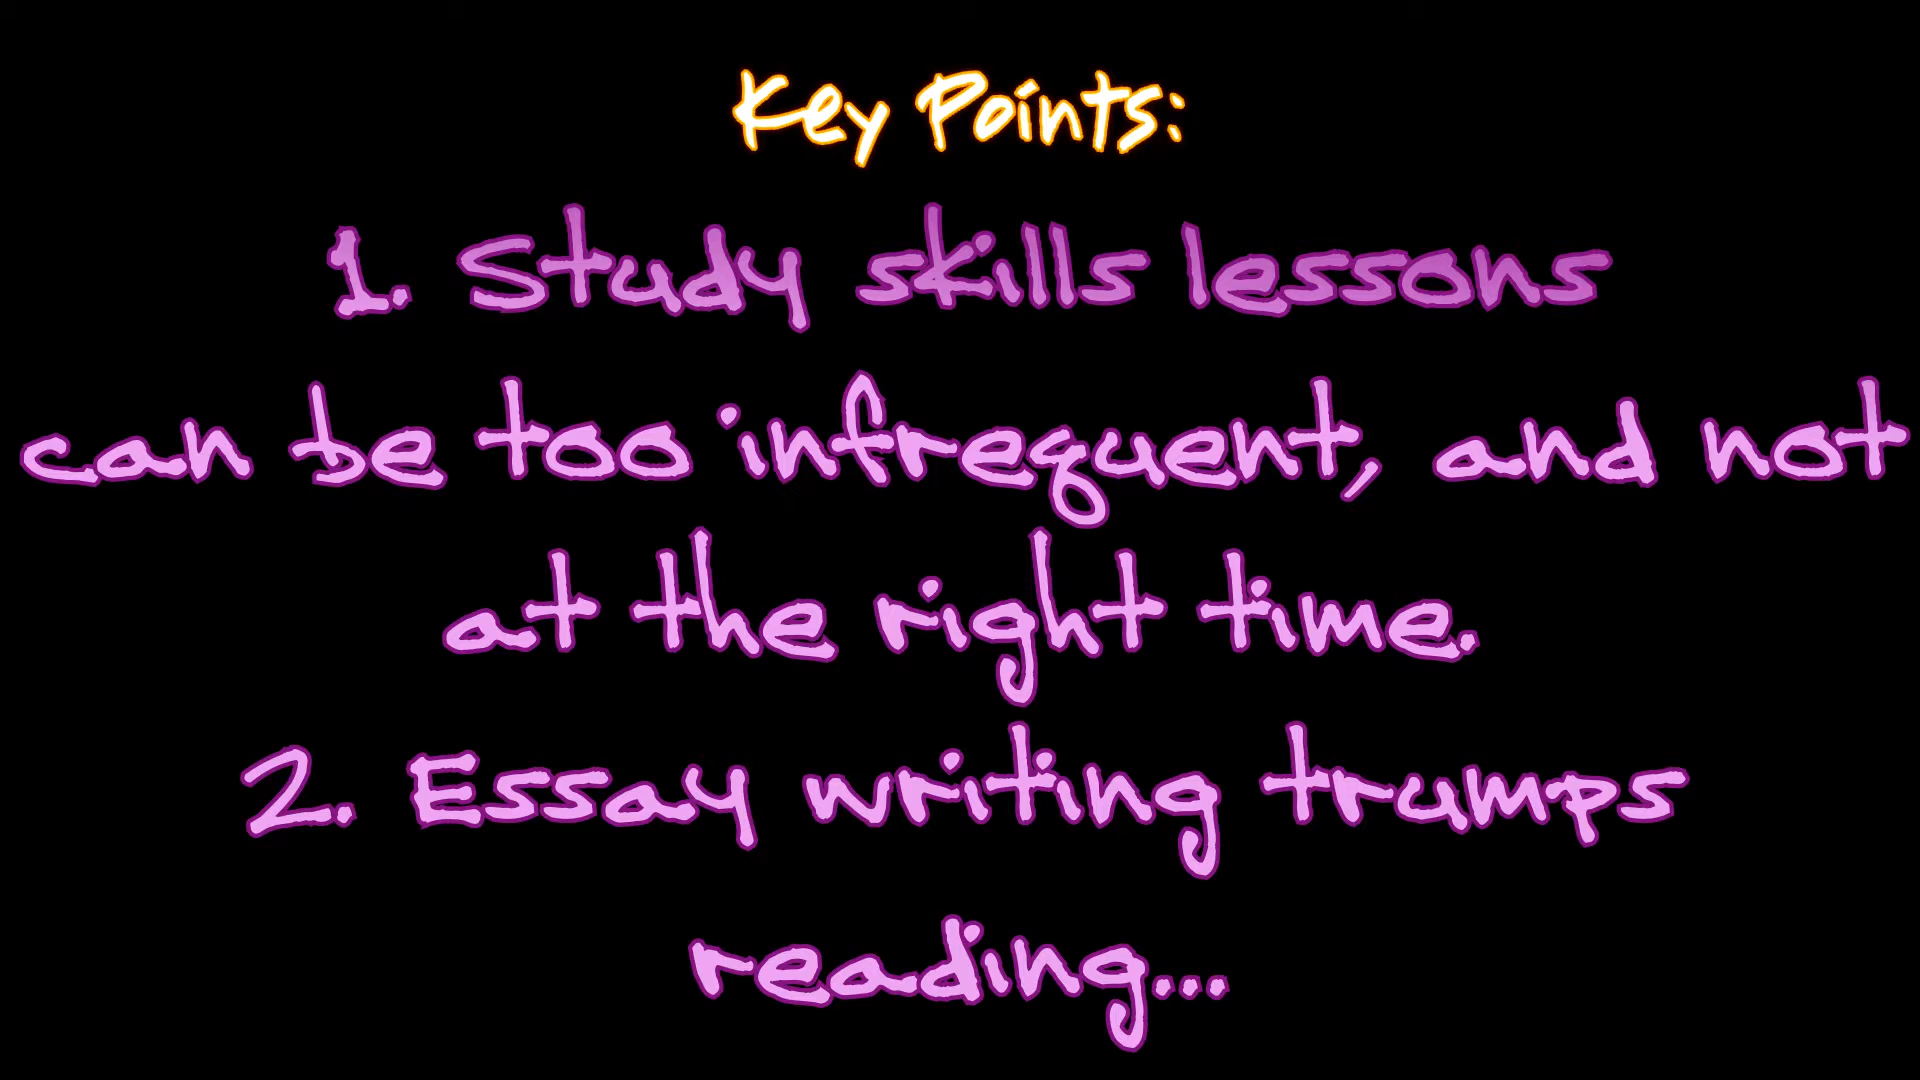 Key Points:
1. Study skills lessons
can be too infrequent, and not
at the right time.
2. Essay writing trumps
reading...